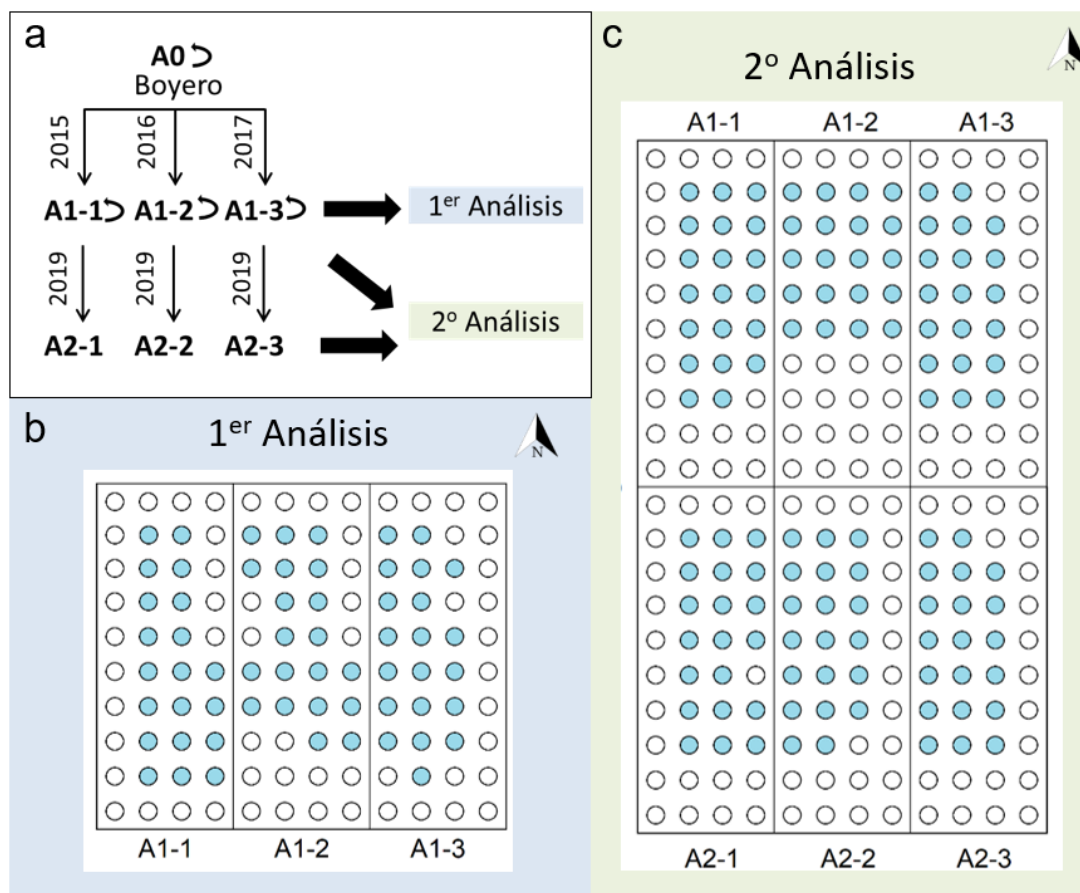 a
A0
Boyero
2015
2016
2017
A1-1 A1-2 A1-3
1er Análisis
2019
2019
2019
2º Análisis
A2-1 A2-2 A2-3
b
1er Análisis
N
A1-1 A1-2 A1-3
c
2º Análisis
N
A1-1 A1-2 A1-3
A2-1 A2-2 A2-3